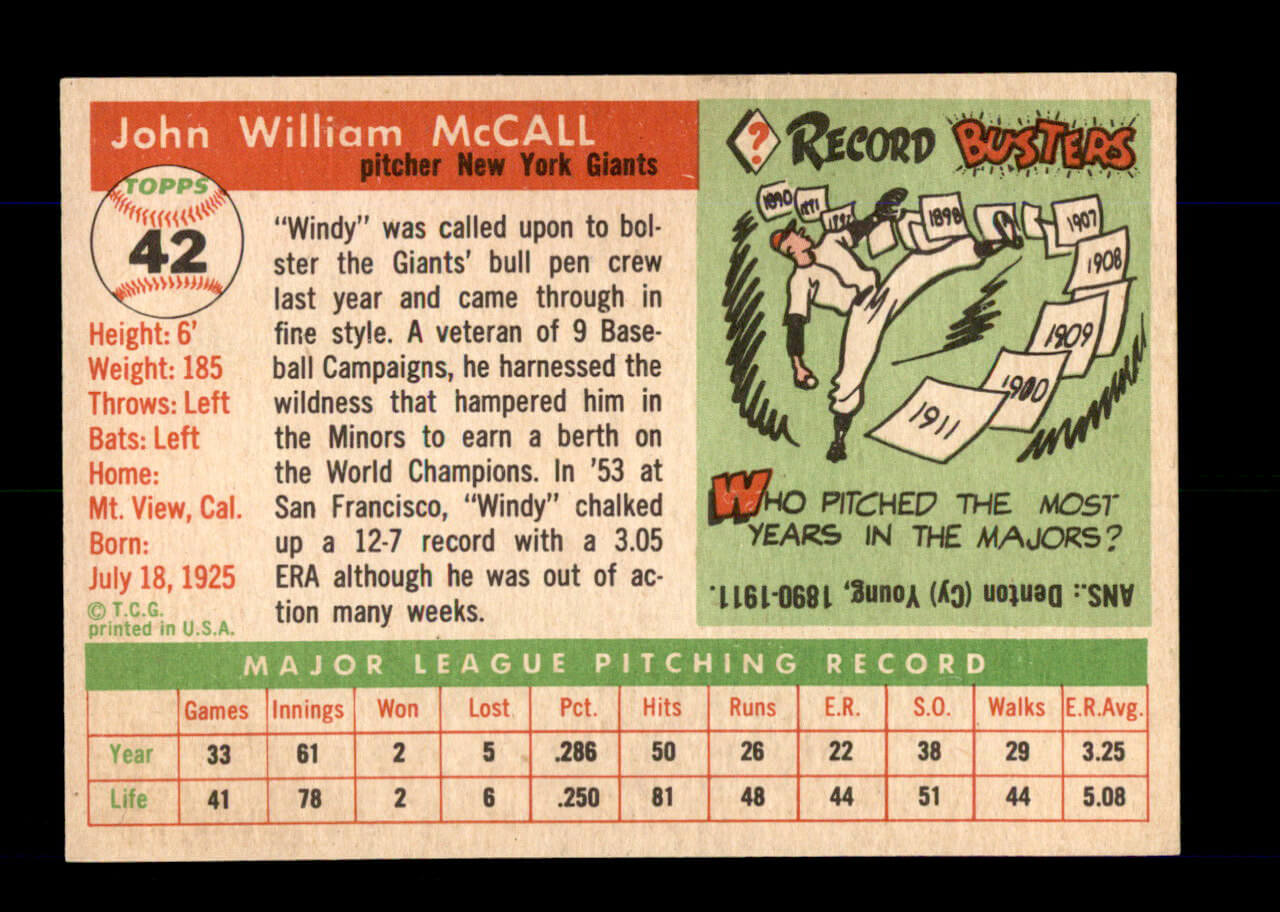 John William McCALL
pitcher New York Giants
TOPPS
42
Height: 6'
Weight: 185
Throws: Left
Bats: Left
Home:
Mt. View, Cal.
Born:
July 18, 1925
© T.C.G.
printed in U.S.A.
"Windy" was called upon to bol-
ster the Giants' bull pen crew
last year and came through in
fine style. A veteran of 9 Base-
ball Campaigns, he harnessed the
wildness that hampered him in
the Minors to earn a berth on
the World Champions. In '53 at
San Francisco, "Windy" chalked
up a 12-7 record with a 3.05
ERA although he was out of ac-
tion many weeks.
? RECORD BUSTERS
1890
1891
1892
1898
1907
1908
1909
1900
1911
WHO PITCHED THE MOST
YEARS IN THE MAJORS?
ANS.: Denton (Cy) Young, 1890-1911.
MAJOR LEAGUE PITCHING RECORD
Games Innings Won Lost Pct. Hits Runs E.R. S.O. Walks E.R.Avg.
Year 33 61 2 5 .286 50 26 22 38 29 3.25
Life 41 78 2 6 .250 81 48 44 51 44 5.08